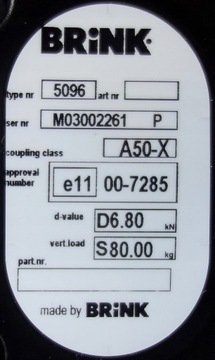 BRiNK
type nr 5096 art nr
ser nr M03002261 P
coupling class A50-X
approval number e11 00-7285
d-value D6.80 kN
vert.load S80.00 kg
part.nr.
made by BRiNK